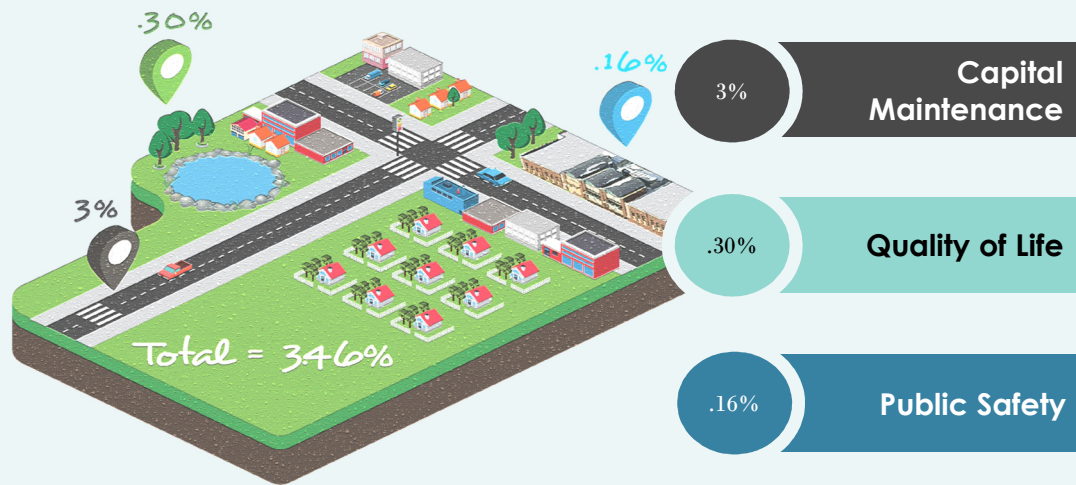 .30%
.16%
3%
Total = 3.46%
3%
Capital
Maintenance
.30%
Quality of Life
.16%
Public Safety